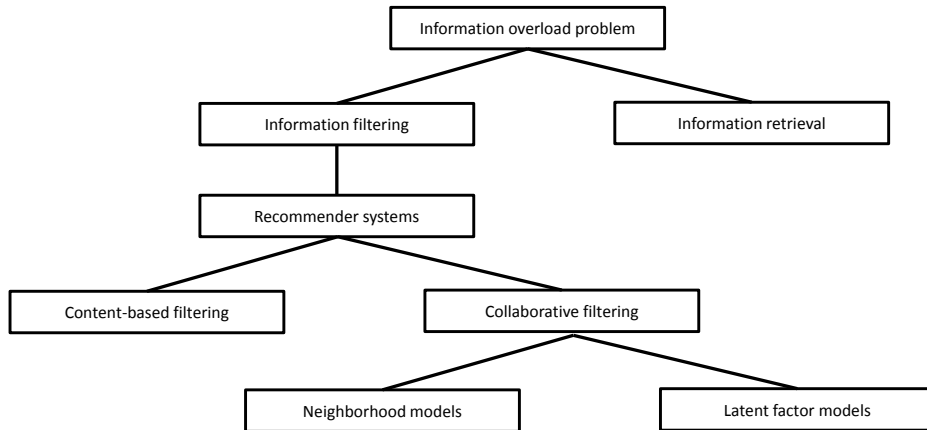 Information overload problem
Information filtering
Information retrieval
Recommender systems
Content-based filtering
Collaborative filtering
Neighborhood models
Latent factor models